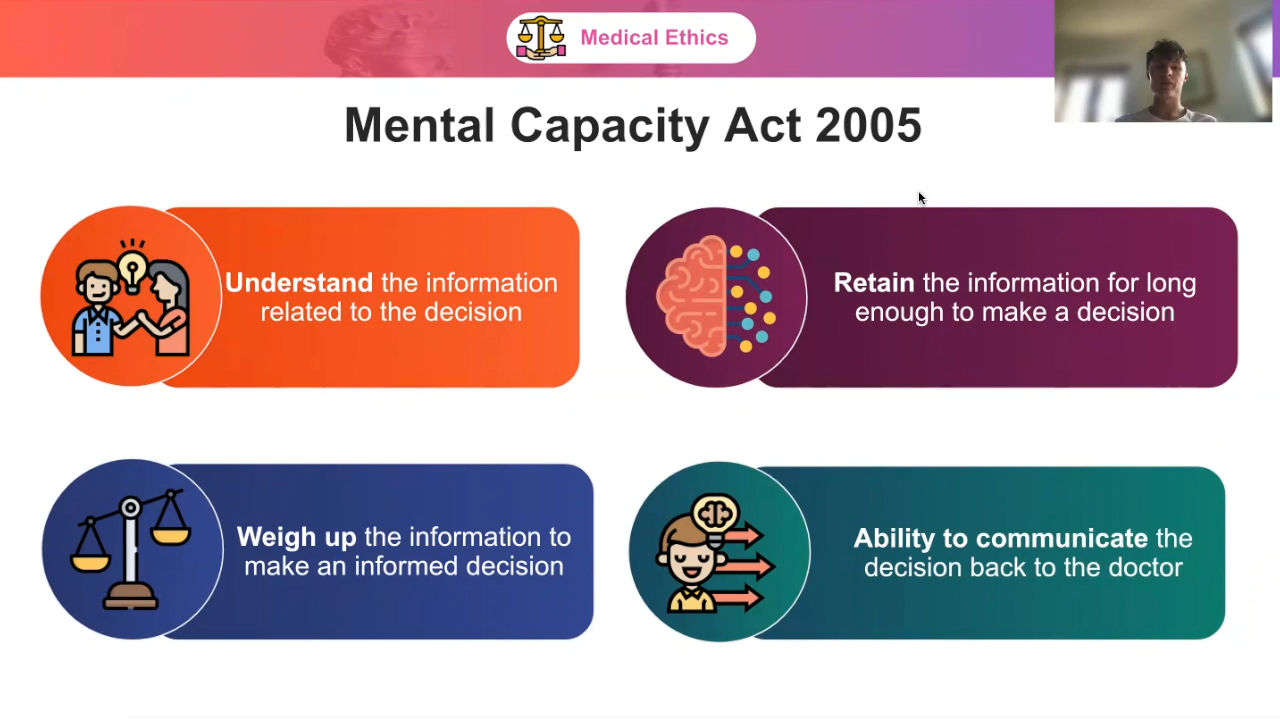 Medical Ethics
Mental Capacity Act 2005
Understand the information
related to the decision
Retain the information for long
enough to make a decision
Weigh up the information to
make an informed decision
Ability to communicate the
decision back to the doctor